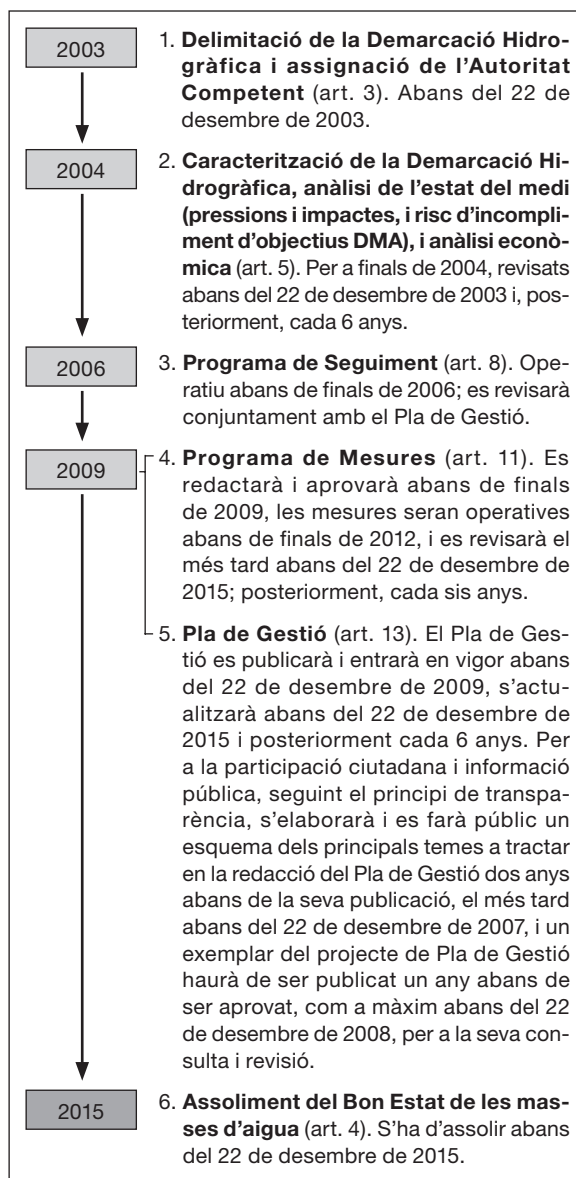 2003
1. Delimitació de la Demarcació Hidro-
gràfica i assignació de l'Autoritat
Competent (art. 3). Abans del 22 de
desembre de 2003.
2004
2. Caracterització de la Demarcació Hi-
drogràfica, anàlisi de l'estat del medi
(pressions i impactes, i risc d'incompli-
ment d'objectius DMA), i anàlisi econò-
mica (art. 5). Per a finals de 2004, revisats
abans del 22 de desembre de 2003 i, pos-
teriorment, cada 6 anys.
2006
3. Programa de Seguiment (art. 8). Ope-
ratiu abans de finals de 2006; es revisarà
conjuntament amb el Pla de Gestió.
2009
4. Programa de Mesures (art. 11). Es
redactarà i aprovarà abans de finals
de 2009, les mesures seran operatives
abans de finals de 2012, i es revisarà el
més tard abans del 22 de desembre de
2015; posteriorment, cada sis anys.
5. Pla de Gestió (art. 13). El Pla de Ges-
tió es publicarà i entrarà en vigor abans
del 22 de desembre de 2009, s'actu-
alitzarà abans del 22 de desembre de
2015 i posteriorment cada 6 anys. Per
a la participació ciutadana i informació
pública, seguint el principi de transpa-
rència, s'elaborarà i es farà públic un
esquema dels principals temes a tractar
en la redacció del Pla de Gestió dos anys
abans de la seva publicació, el més tard
abans del 22 de desembre de 2007, i un
exemplar del projecte de Pla de Gestió
haurà de ser publicat un any abans de
ser aprovat, com a màxim abans del 22
de desembre de 2008, per a la seva con-
sulta i revisió.
2015
6. Assoliment del Bon Estat de les mas-
ses d'aigua (art. 4). S'ha d'assolir abans
del 22 de desembre de 2015.